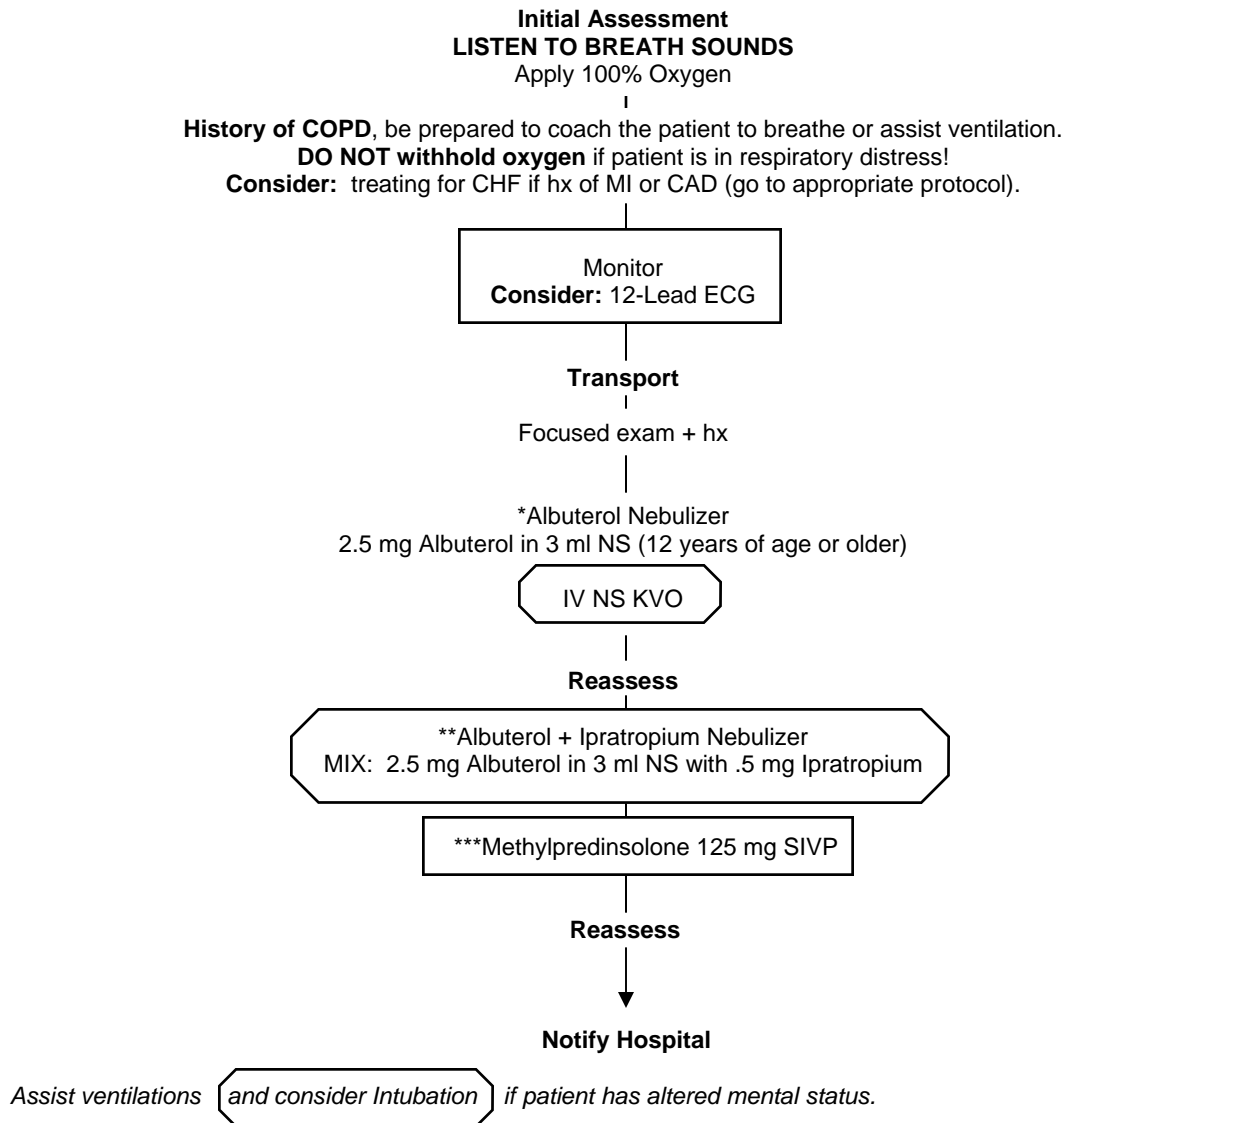 Initial Assessment
LISTEN TO BREATH SOUNDS
Apply 100% Oxygen
History of COPD, be prepared to coach the patient to breathe or assist ventilation.
DO NOT withhold oxygen if patient is in respiratory distress!
Consider: treating for CHF if hx of MI or CAD (go to appropriate protocol).
Monitor
Consider: 12-Lead ECG
Transport
Focused exam + hx
*Albuterol Nebulizer
2.5 mg Albuterol in 3 ml NS (12 years of age or older)
IV NS KVO
Reassess
**Albuterol + Ipratropium Nebulizer
MIX: 2.5 mg Albuterol in 3 ml NS with .5 mg Ipratropium
***Methylpredinsolone 125 mg SIVP
Reassess
Notify Hospital
Assist ventilations and consider Intubation if patient has altered mental status.